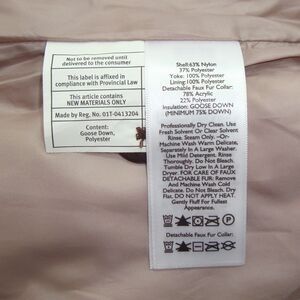 Not to be removed until
delivered to the consumer
This label is affixed in
compliance with Provincial Law
This article contains
NEW MATERIALS ONLY
Made by Reg. No. 01T-0413204
Content:
Goose Down,
Polyester
Shell:63% Nylon
37% Polyester
Yoke: 100% Polyester
Lining:100% Polyester
Detachable Faux Fur Collar:
78% Acrylic
22% Polyester
Insulation: GOOSE DOWN
(MINIMUM 75% DOWN)
Professionally Dry Clean. Use
Fresh Solvent Or Clear Solvent
Rinse. Steam Only. -Or-
Machine Wash Warm Delicate,
Separately In A Large Washer.
Use Mild Detergent. Rinse
Thoroughly. Do Not Bleach.
Tumble Dry Low In A Large
Dryer. FOR CARE OF FAUX
DETACHABLE FUR: Remove
And Machine Wash Cold
Delicate. Do Not Bleach. Dry
Flat, DO NOT APPLY HEAT.
Gently Fluff For Fullest
Appearance.
P
Detachable Faux Fur Collar: